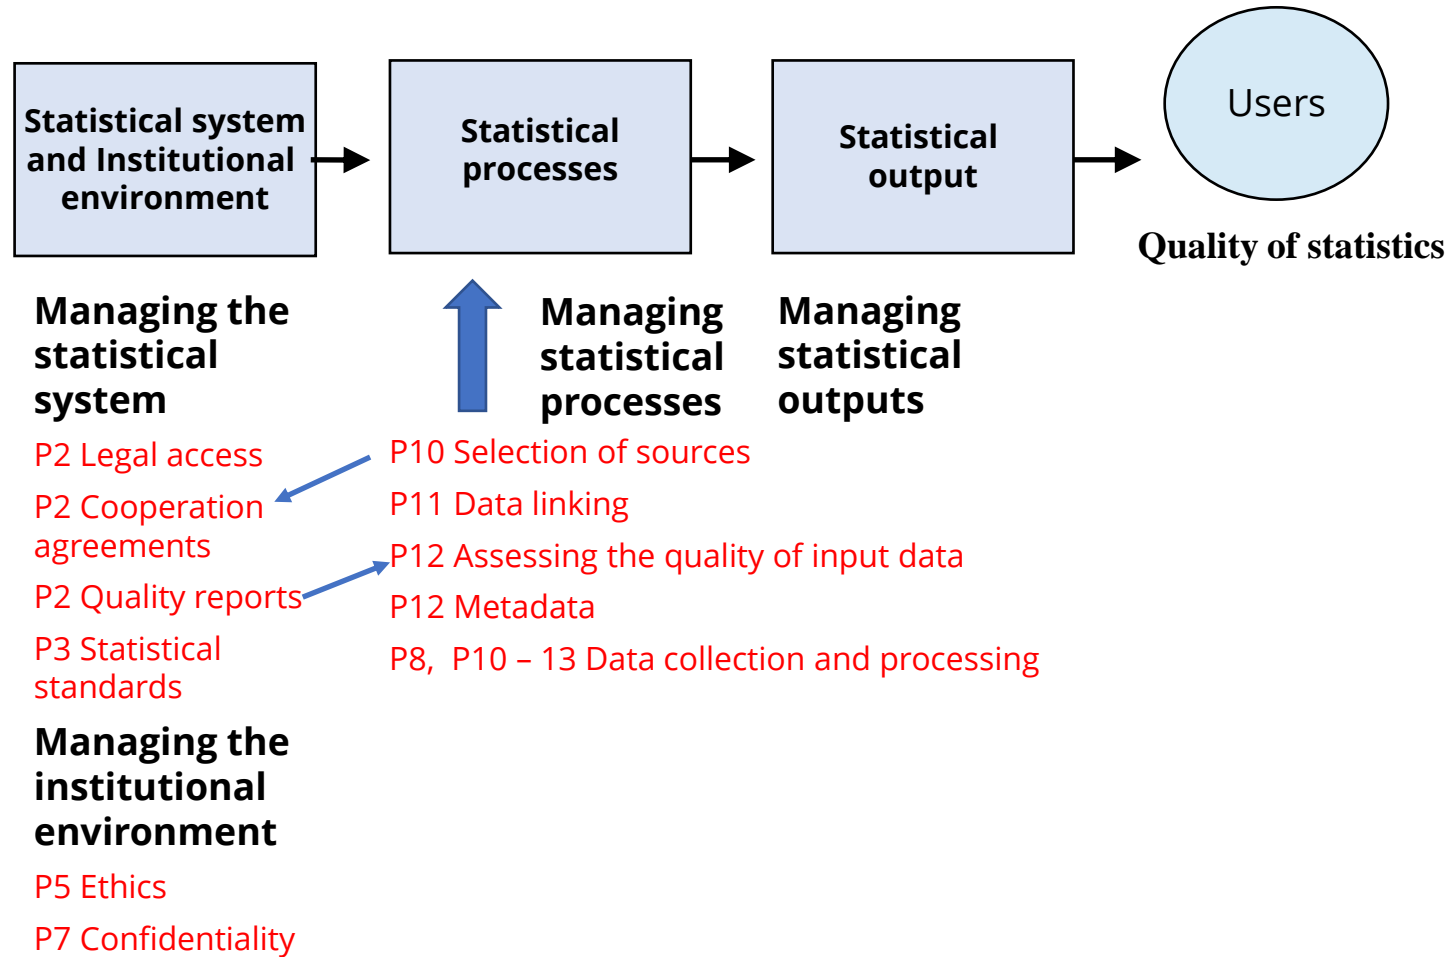 Statistical system
and Institutional
environment
Statistical
processes
Statistical
output
Users
Quality of statistics
Managing the
statistical
system
P2 Legal access
P2 Cooperation
agreements
P2 Quality reports
P3 Statistical
standards
Managing the
institutional
environment
P5 Ethics
P7 Confidentiality
Managing
statistical
processes
P10 Selection of sources
P11 Data linking
P12 Assessing the quality of input data
P12 Metadata
P8,  P10 – 13 Data collection and processing
Managing
statistical
outputs